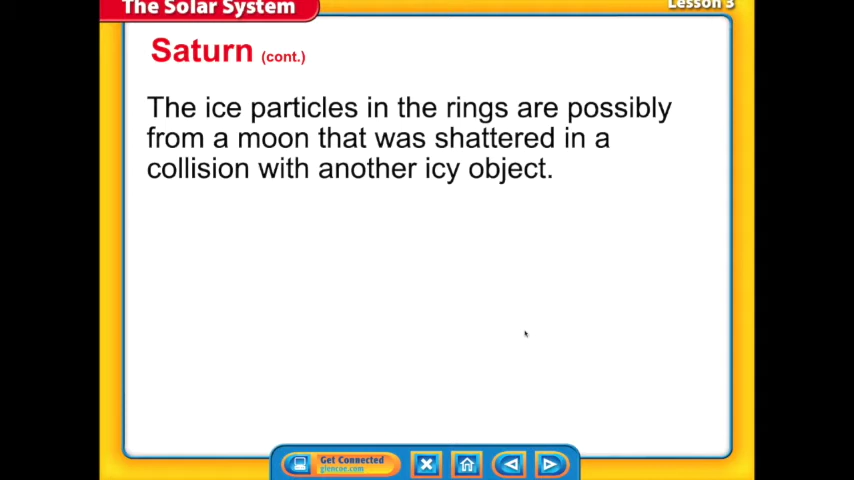 The Solar System
Lesson 3
Saturn (cont.)
The ice particles in the rings are possibly
from a moon that was shattered in a
collision with another icy object.
Get Connected
glencoe.com